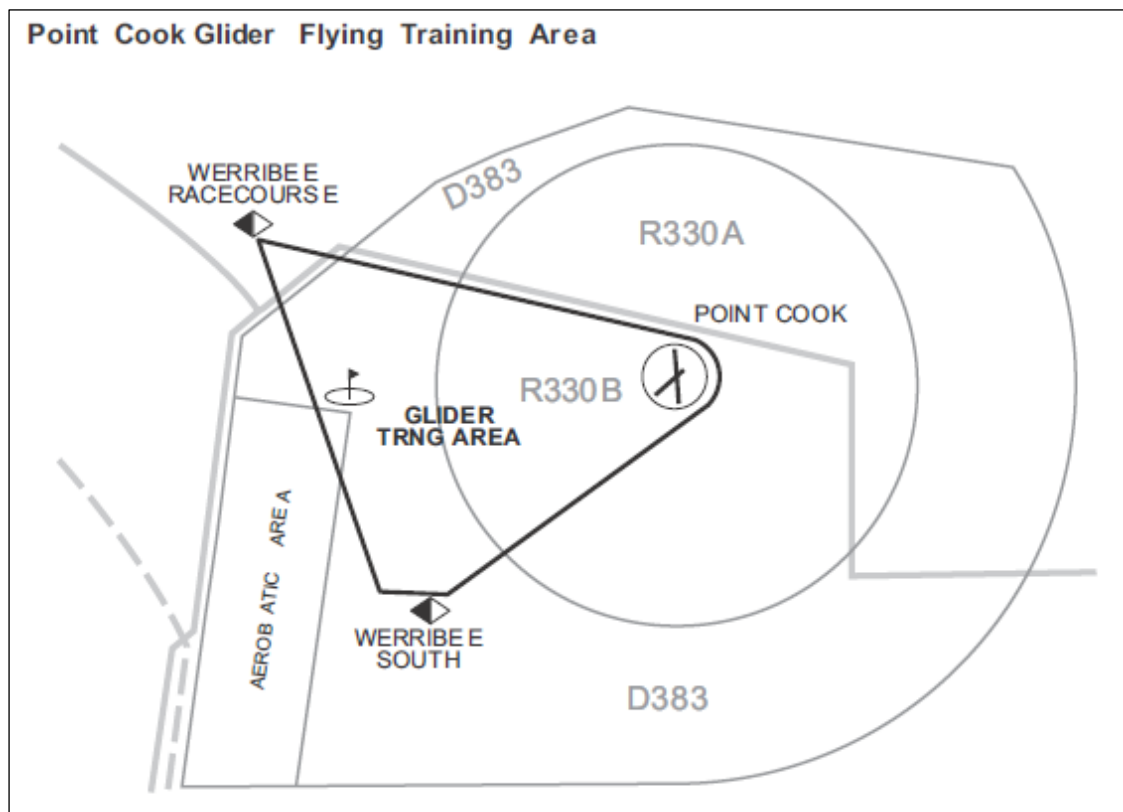 Point Cook Glider Flying Training Area
WERRIBEE
RACECOURSE
D383
R330A
POINT COOK
R330B
GLIDER
TRNG AREA
AEROBATIC AREA
WERRIBEE
SOUTH
D383